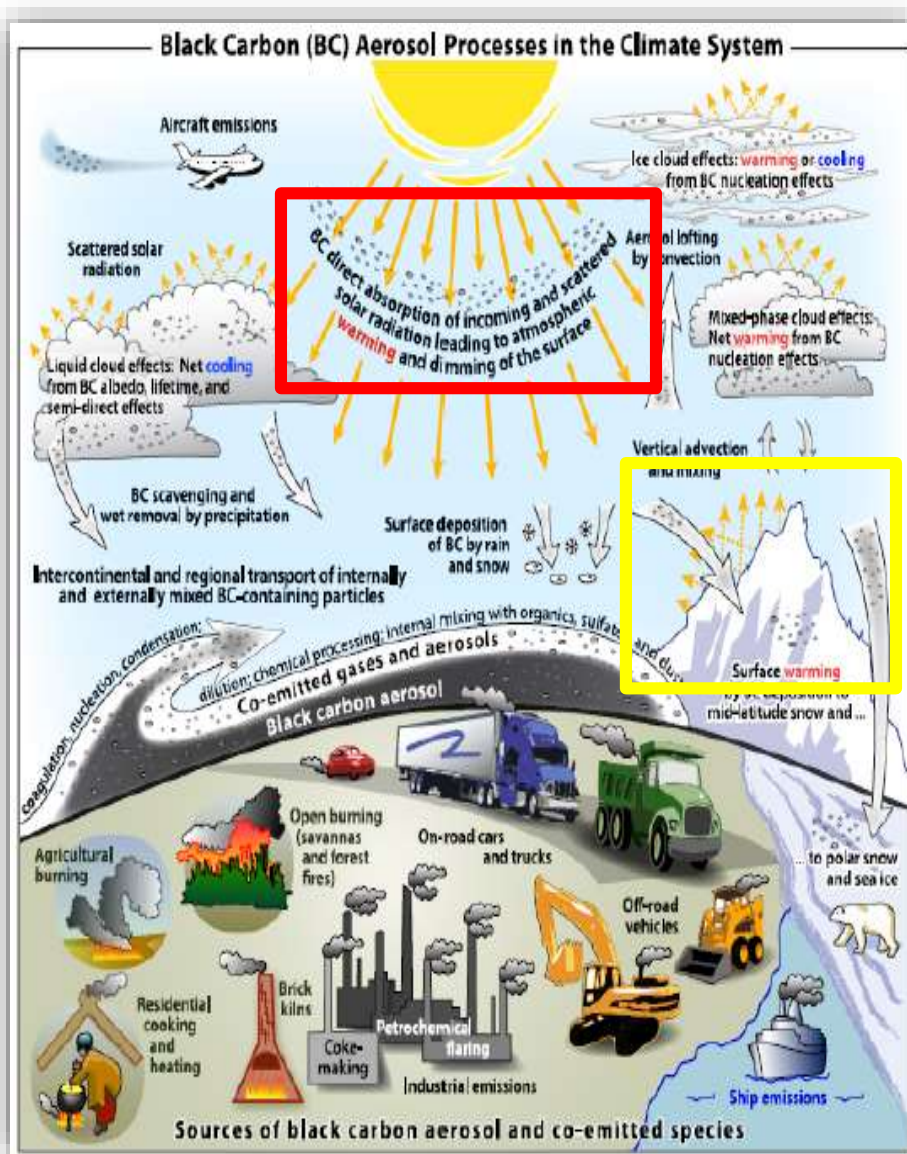 Black Carbon (BC) Aerosol Processes in the Climate System
Aircraft emissions
Ice cloud effects: warming or cooling
from BC nucleation effects
Scattered solar
radiation
BC direct absorption of incoming and scattered
solar radiation leading to atmospheric
warming and dimming of the surface
Aerosol lofting
by convection
Liquid cloud effects: Net cooling
from BC albedo, lifetime, and
semi-direct effects
Mixed-phase cloud effects:
Net warming from BC
nucleation effects
Vertical advection
and mixing
BC scavenging and
wet removal by precipitation
Surface deposition
of BC by rain
and snow
Intercontinental and regional transport of internally
and externally mixed BC-containing particles
coagulation, nucleation, condensation;
dilution; chemical processing; internal mixing with organics, sulfate, and dust
Co-emitted gases and aerosols
Black carbon aerosol
Surface warming
by BC deposition to
mid-latitude snow and ...
... to polar snow
and sea ice
Agricultural
burning
Open burning
(savannas
and forest
fires)
On-road cars
and trucks
Off-road
vehicles
Residential
cooking
and
heating
Brick
kilns
Coke-
making
Petrochemical
flaring
Industrial emissions
Ship emissions
Sources of black carbon aerosol and co-emitted species